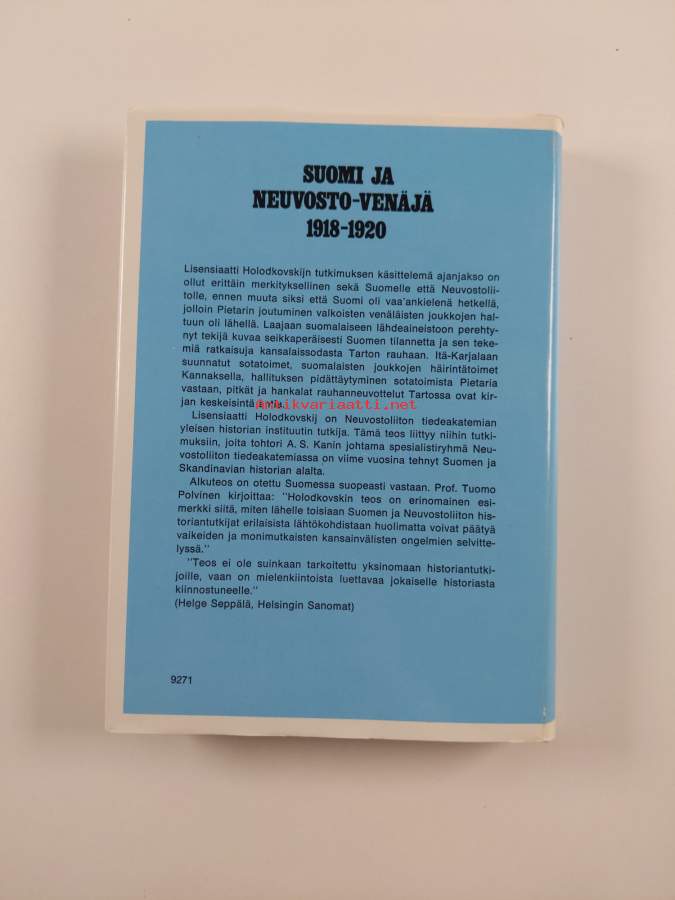 SUOMI JA
NEUVOSTO-VENÄJÄ
1918-1920
Lisensiaatti Holodkovskijn tutkimuksen käsittelemä ajanjakso on
ollut erittäin merkityksellinen sekä Suomelle että Neuvostolii-
tolle, ennen muuta siksi että Suomi oli vaa'ankielenä hetkellä,
jolloin Pietarin joutuminen valkoisten venäläisten joukkojen hal-
tuun oli lähellä. Laajaan suomalaiseen lähdeaineistoon perehty-
nyt tekijä kuvaa seikkaperäisesti Suomen tilannetta ja sen teke-
miä ratkaisuja kansalaissodasta Tarton rauhaan. Itä-Karjalaan
suunnatut sotatoimet, suomalaisten joukkojen häirintätoimet
Kannaksella, hallituksen pidättäytyminen sotatoimista Pietaria
vastaan, pitkät ja hankalat rauhanneuvottelut Tartossa ovat kir-
jan keskeisintä
Antikvariaatti.net
Lisensiaatti Holodkovskij on Neuvostoliiton tiedeakatemian
yleisen historian instituutin tutkija. Tämä teos liittyy niihin tutki-
muksiin, joita tohtori A. S. Kanin johtama spesialistiryhmä Neu-
vostoliiton tiedeakatemiassa on viime vuosina tehnyt Suomen ja
Skandinavian historian alalta.
Alkuteos on otettu Suomessa suopeasti vastaan. Prof. Tuomo
Polvinen kirjoittaa: "Holodkovskin teos on erinomainen esi-
merkki siitä, miten lähelle toisiaan Suomen ja Neuvostoliiton his-
toriantutkijat erilaisista lähtökohdistaan huolimatta voivat päätyä
vaikeiden ja monimutkaisten kansainvälisten ongelmien selvitte-
lyssä."
"Teos ei ole suinkaan tarkoitettu yksinomaan historiantutki-
joille, vaan on mielenkiintoista luettavaa jokaiselle historiasta
kiinnostuneelle."
(Helge Seppälä, Helsingin Sanomat)
9271